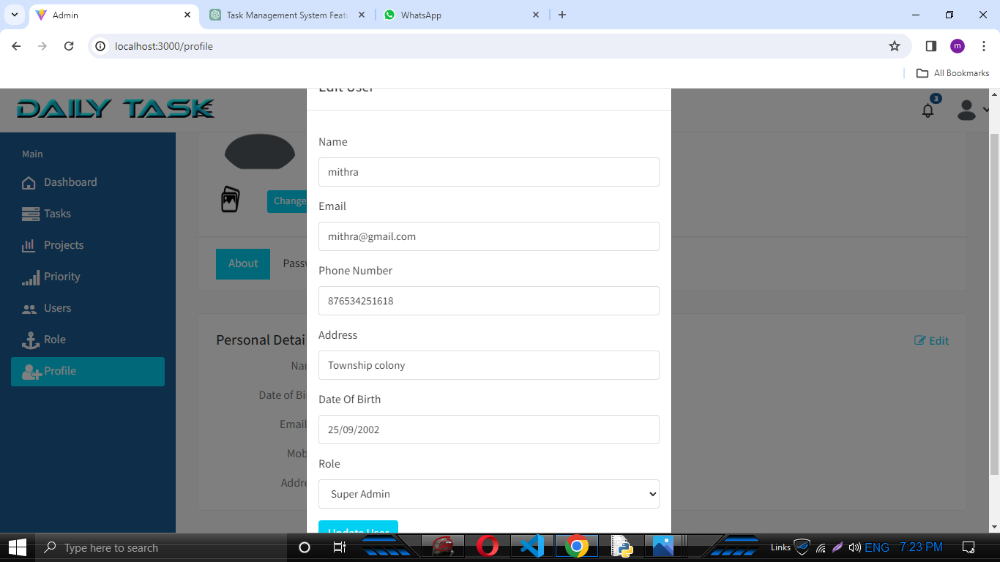 Admin
Task Management System Featu
WhatsApp
localhost:3000/profile
m
All Bookmarks
DAILY TASK
3
Main
Dashboard
Tasks
Projects
Priority
Users
Role
Profile
Change
About
Passw
Personal Detai
Edit
Nam
Date of Bi
Email
Mob
Addre
Edit User
Name
mithra
Email
mithra@gmail.com
Phone Number
876534251618
Address
Township colony
Date Of Birth
25/09/2002
Role
Super Admin
Update User
Type here to search
Links
ENG
7:23 PM